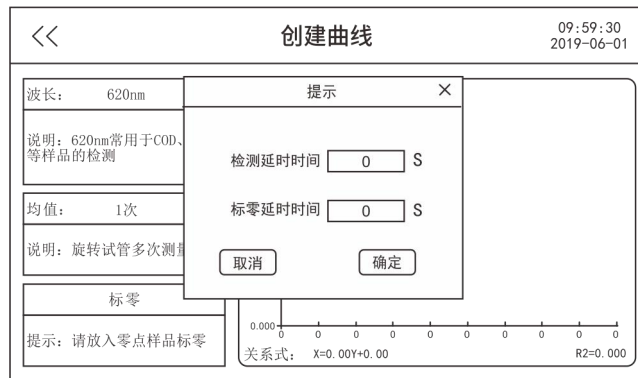 <<
创建曲线
09:59:30
2019-06-01
波长: 620nm
说明: 620nm常用于COD、
等样品的检测
均值: 1次
说明: 旋转试管多次测量
标零
提示: 请放入零点样品标零
提示 ×
检测延时时间 0 S
标零延时时间 0 S
取消 确定
0.000
0 0 0 0 0 0 0 0 0 0
关系式: X=0.00Y+0.00 R2=0.000